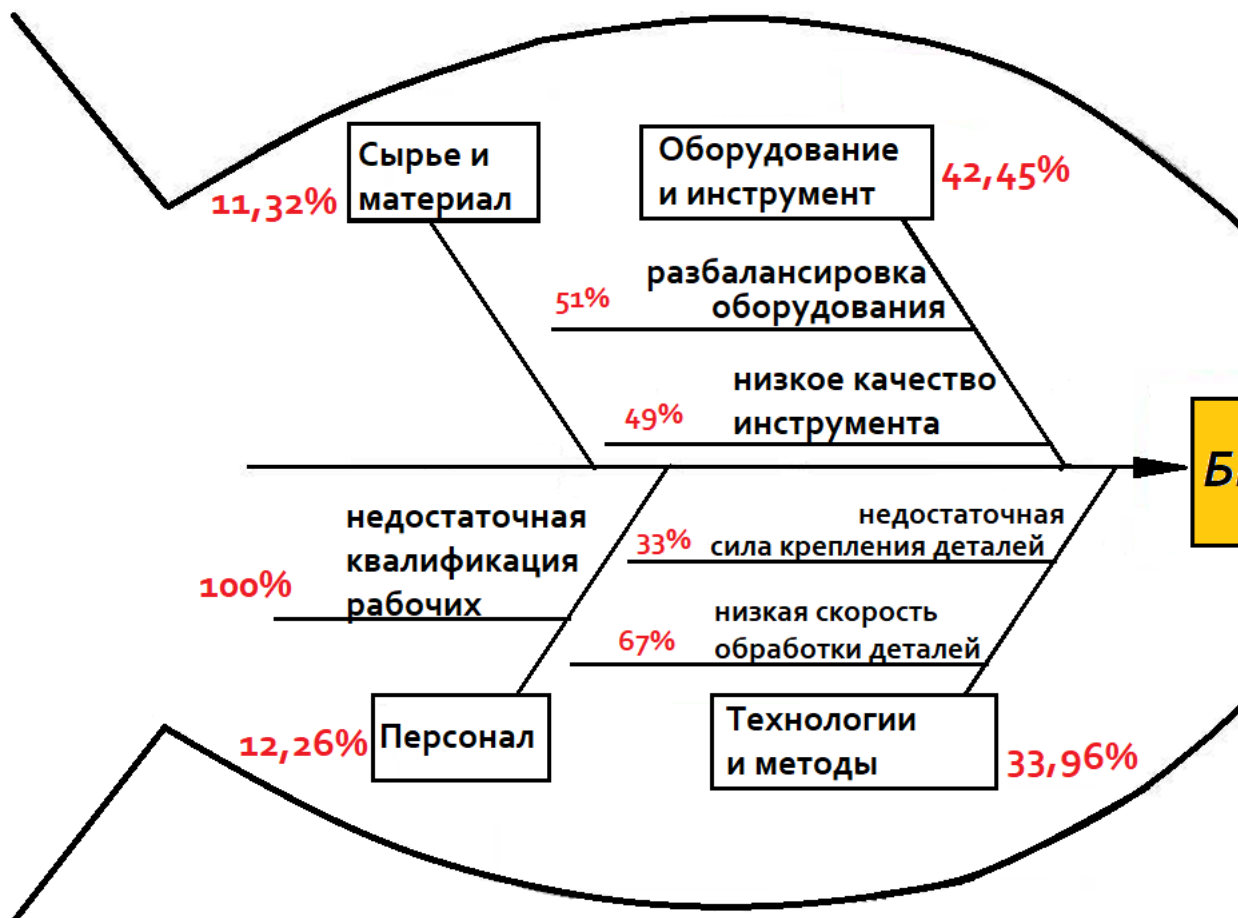 Сырье и
материал
11,32%
Оборудование
и инструмент
42,45%
разбалансировка
оборудования
51%
низкое качество
инструмента
49%
недостаточная
квалификация
рабочих
100%
недостаточная
сила крепления деталей
33%
низкая скорость
обработки деталей
67%
Персонал
12,26%
Технологии
и методы
33,96%